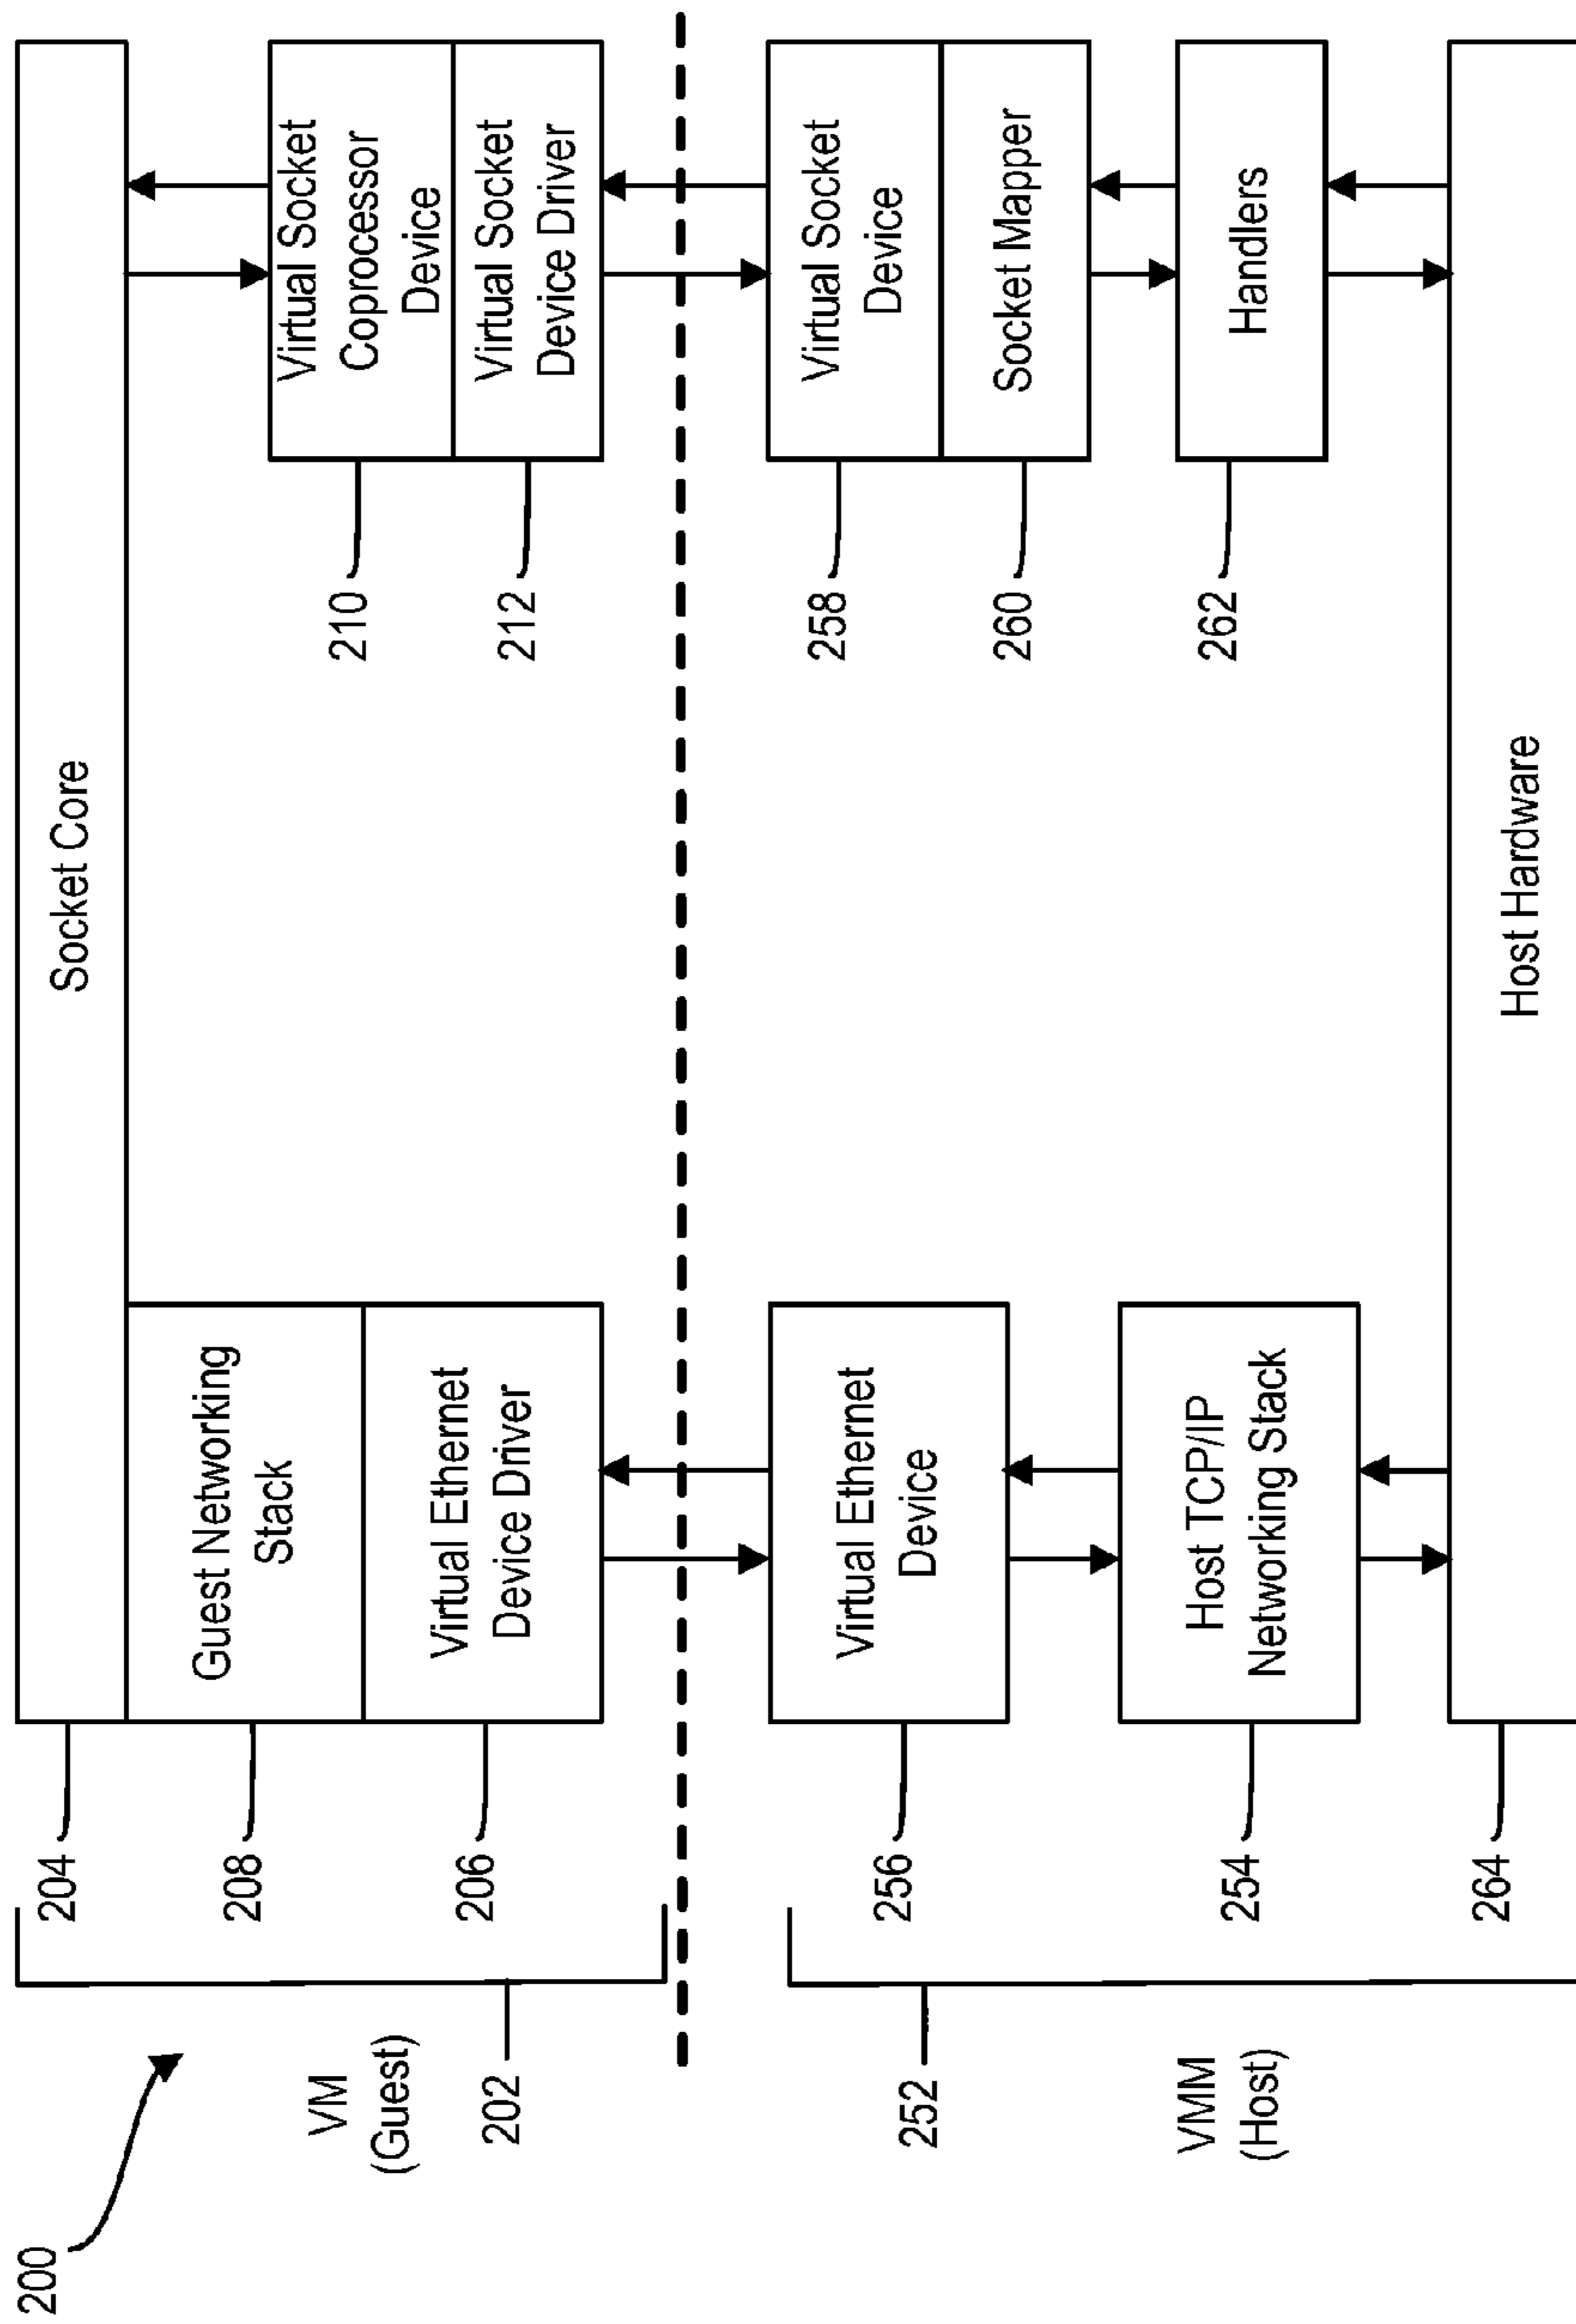 200
VM
(Guest)
202
204
Socket Core
208
Guest Networking
Stack
206
Virtual Ethernet
Device Driver
210
Virtual Socket
Coprocessor
Device
212
Virtual Socket
Device Driver
252
VMM
(Host)
256
Virtual Ethernet
Device
254
Host TCP/IP
Networking Stack
258
Virtual Socket
Device
260
Socket Mapper
262
Handlers
264
Host Hardware